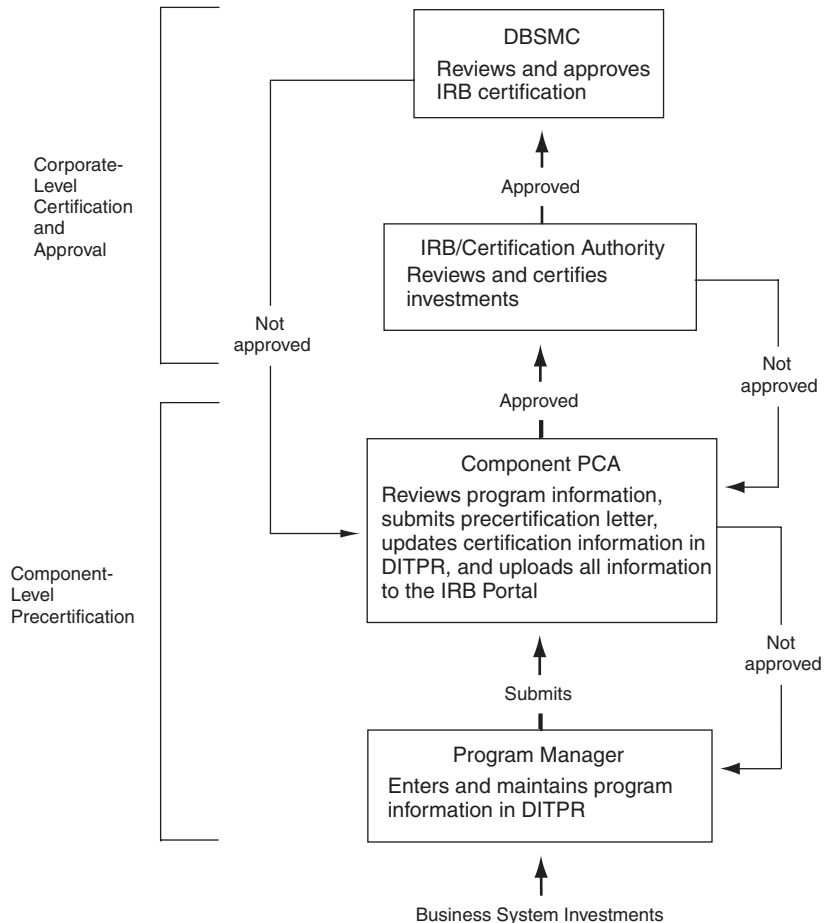 DBSMC
Reviews and approves
IRB certification
Corporate-
Level
Certification
and
Approval
Approved
IRB/Certification Authority
Reviews and certifies
investments
Not
approved
Not
approved
Approved
Component PCA
Reviews program information,
submits precertification letter,
updates certification information in
DITPR, and uploads all information
to the IRB Portal
Component-
Level
Precertification
Not
approved
Submits
Program Manager
Enters and maintains program
information in DITPR
Business System Investments